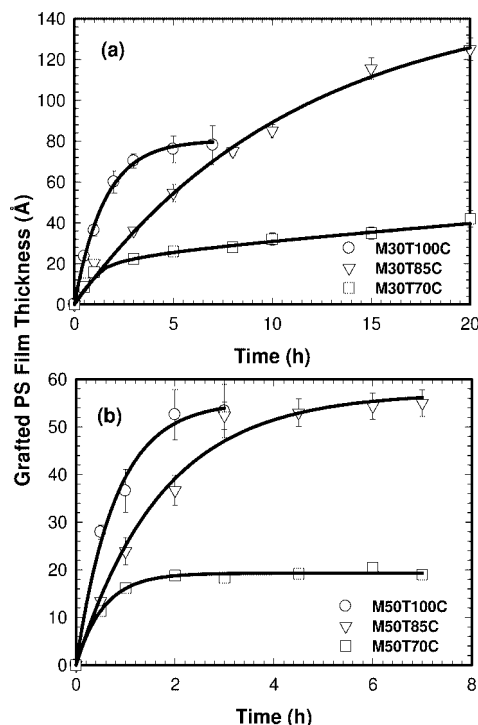 140
(a)
120
100
80
60
40
20
0
M30T100C
M30T85C
M30T70C
0 5 10 15 20
Time (h)
Grafted PS Film Thickness (Å)
60
(b)
50
40
30
20
10
0
M50T100C
M50T85C
M50T70C
0 2 4 6 8
Time (h)